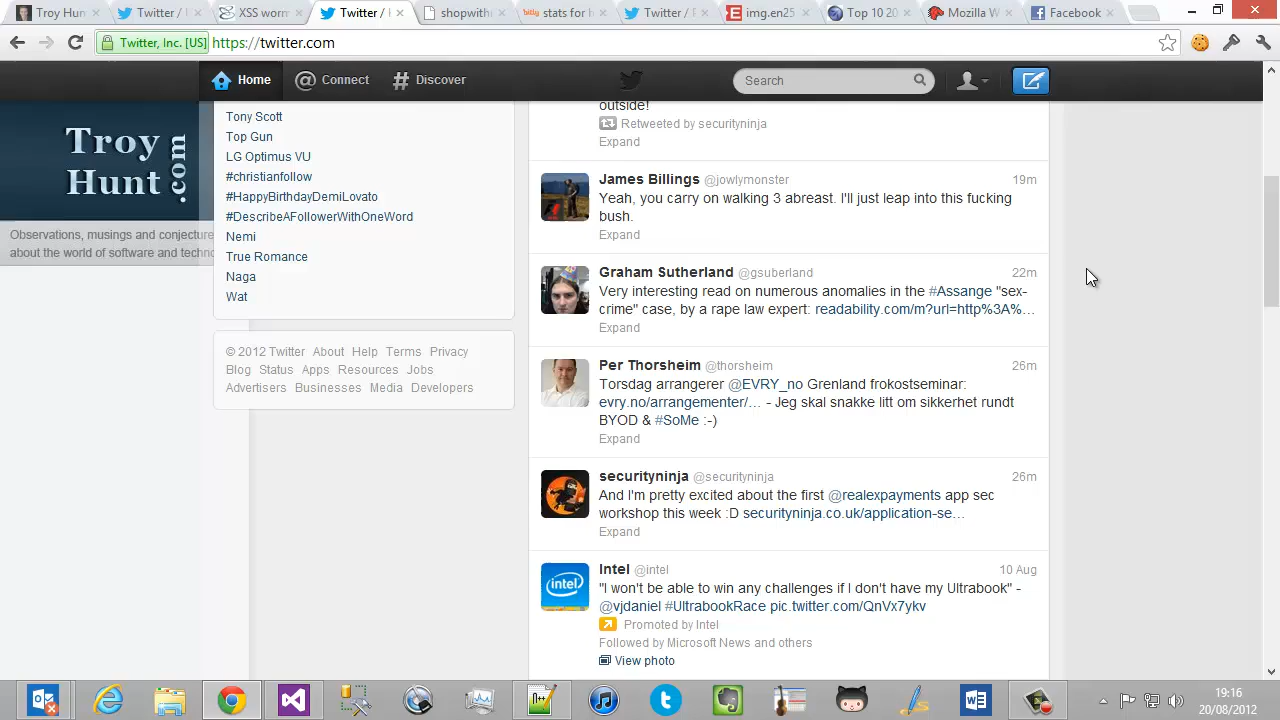 Troy Hun
Twitter / 
XSS worm
Twitter / 
shopwith
bitly
stats for 
Twitter / 
img.en25
Top 10 20
Mozilla W
Facebook
Twitter, Inc. [US]
https://twitter.com
Home
Connect
Discover
Search
Troy
Hunt
.com
Observations, musings and conjecture
about the world of software and techno
Tony Scott
Top Gun
LG Optimus VU
#christianfollow
#HappyBirthdayDemiLovato
#DescribeAFollowerWithOneWord
Nemi
True Romance
Naga
Wat
© 2012 Twitter About Help Terms Privacy
Blog Status Apps Resources Jobs
Advertisers Businesses Media Developers
outside!
Retweeted by securityninja
Expand
James Billings @jowlymonster 19m
Yeah, you carry on walking 3 abreast. I'll just leap into this fucking
bush.
Expand
Graham Sutherland @gsuberland 22m
Very interesting read on numerous anomalies in the #Assange "sex-
crime" case, by a rape law expert: readability.com/m?url=http%3A%…
Expand
Per Thorsheim @thorsheim 26m
Torsdag arrangerer @EVRY_no Grenland frokostseminar:
evry.no/arrangementer/… - Jeg skal snakke litt om sikkerhet rundt
BYOD & #SoMe :-)
Expand
securityninja @securityninja 26m
And I'm pretty excited about the first @realexpayments app sec
workshop this week :D securityninja.co.uk/application-se…
Expand
Intel @intel 10 Aug
"I won't be able to win any challenges if I don't have my Ultrabook" -
@vjdaniel #UltrabookRace pic.twitter.com/QnVx7ykv
Promoted by Intel
Followed by Microsoft News and others
View photo
intel
19:16
20/08/2012